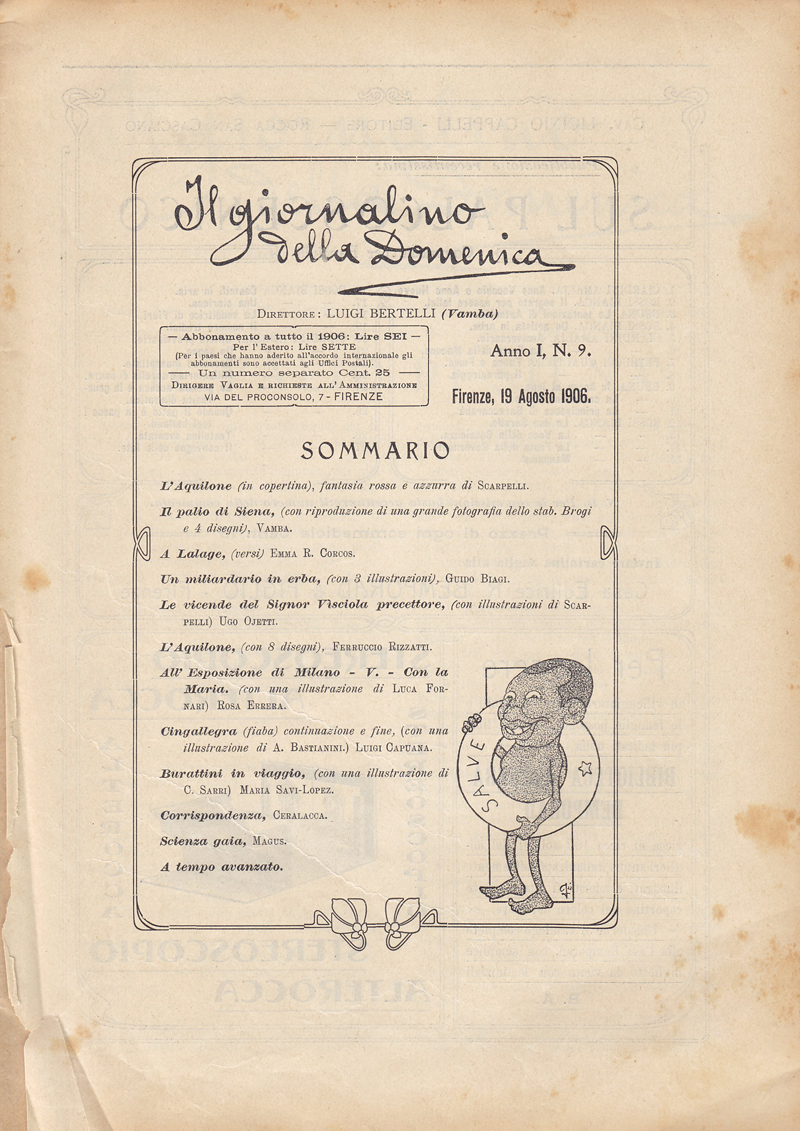 Il giornalino
della Domenica
Direttore: LUIGI BERTELLI (Vamba)
— Abbonamento a tutto il 1906: Lire SEI —
Per l'Estero: Lire SETTE
(Per i paesi che hanno aderito all'accordo internazionale gli
abbonamenti sono accettati agli Uffici Postali).
— Un numero separato Cent. 25 —
Dirigere Vaglia e richieste all'Amministrazione
VIA DEL PROCONSOLO, 7 - FIRENZE
Anno I, N. 9.
Firenze, 19 Agosto 1906.
SOMMARIO
L'Aquilone (in copertina), fantasia rossa e azzurra di Scarpelli.
Il palio di Siena, (con riproduzione di una grande fotografia dello stab. Brogi
e 4 disegni), Vamba.
A Lalage, (versi) Emma R. Corcos.
Un miliardario in erba, (con 3 illustrazioni), Guido Biagi.
Le vicende del Signor Visciola precettore, (con illustrazioni di Scar-
pelli) Ugo Ojetti.
L'Aquilone, (con 8 disegni), Ferruccio Rizzatti.
All' Esposizione di Milano - V. - Con la
Maria. (con una illustrazione di Luca For-
nari) Rosa Errera.
Cingallegra (fiaba) continuazione e fine, (con una
illustrazione di A. Bastianini.) Luigi Capuana.
Burattini in viaggio, (con una illustrazione di
C. Sarri) Maria Savi-Lopez.
Corrispondenza, Ceralacca.
Scienza gaia, Magus.
A tempo avanzato.
SALVE